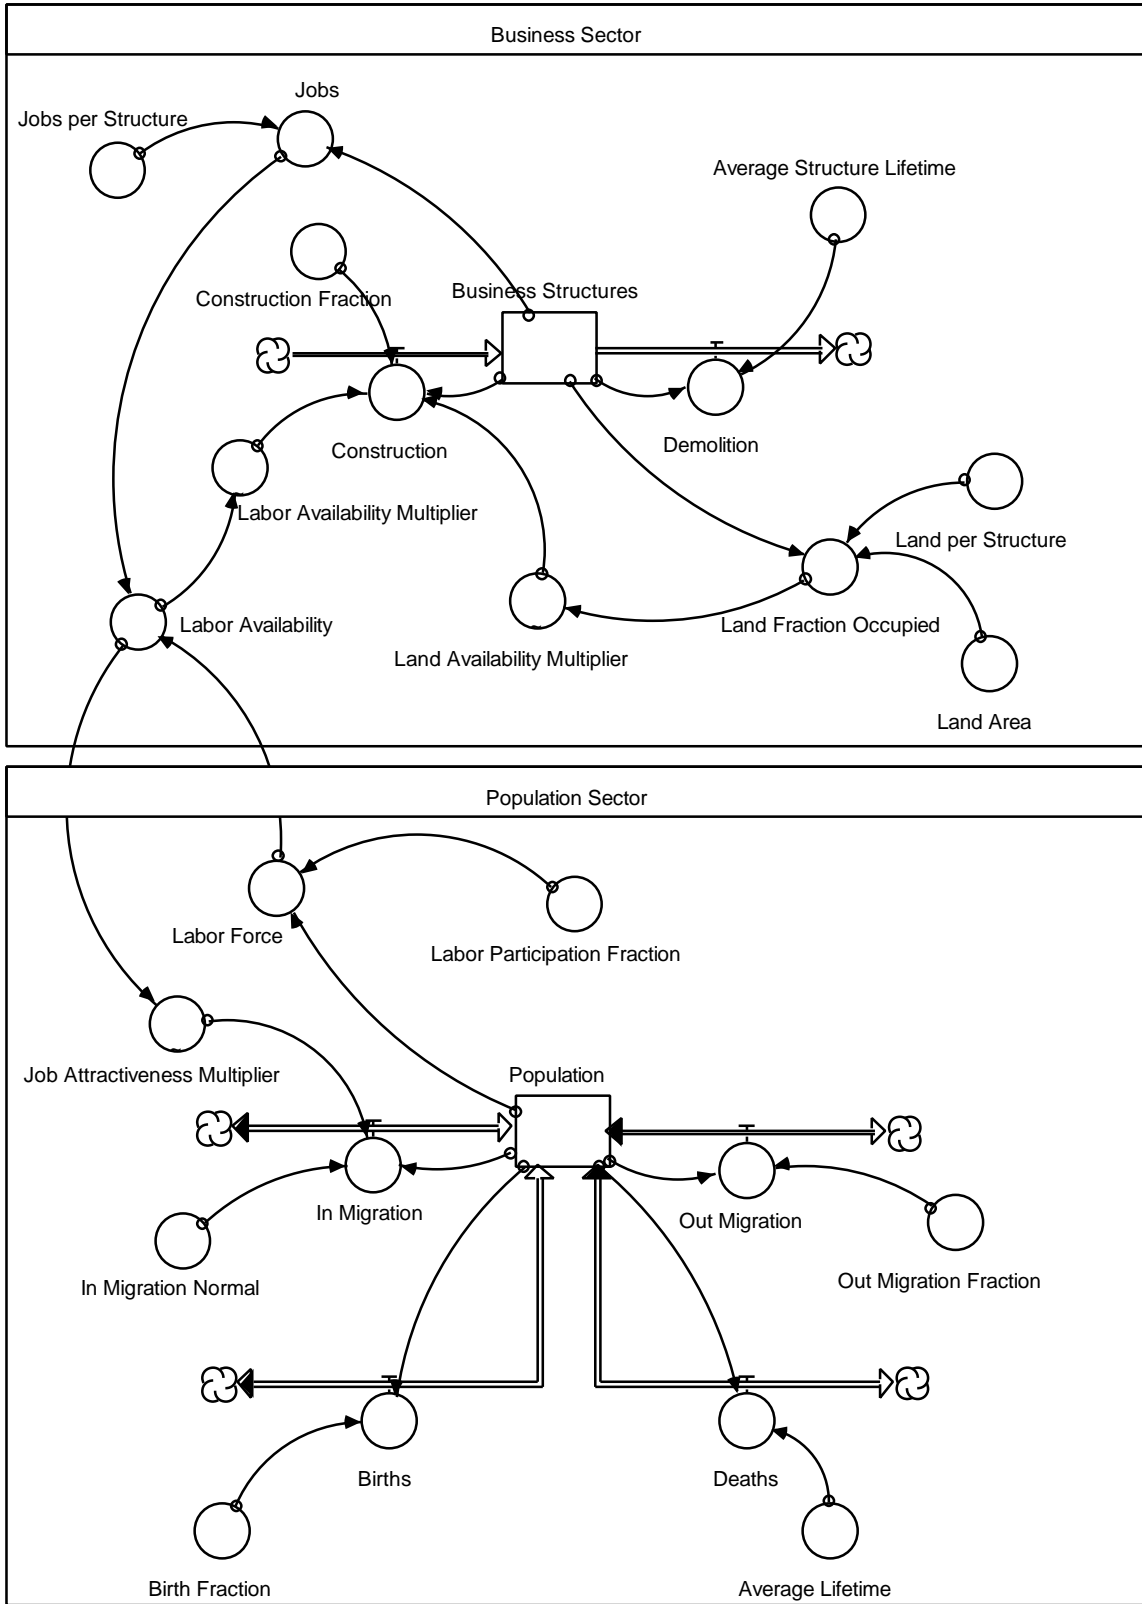 Business Sector
Jobs
Jobs per Structure
Average Structure Lifetime
Construction Fraction
Business Structures
Construction
Demolition
Labor Availability Multiplier
Land per Structure
Labor Availability
Land Fraction Occupied
Land Availability Multiplier
Land Area
Population Sector
Labor Force
Labor Participation Fraction
Job Attractiveness Multiplier
Population
In Migration
Out Migration
In Migration Normal
Out Migration Fraction
Births
Deaths
Birth Fraction
Average Lifetime